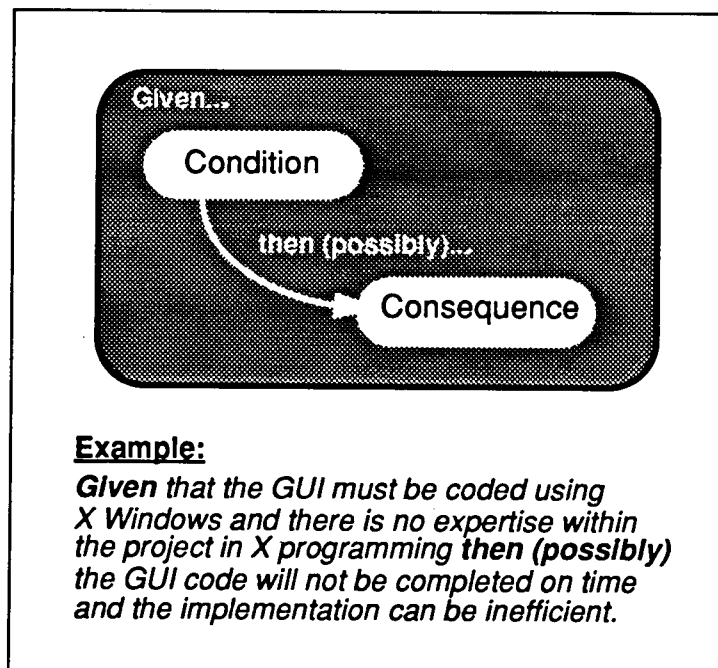 Given...
Condition
then (possibly)...
Consequence
Example:
Given that the GUI must be coded using
X Windows and there is no expertise within
the project in X programming then (possibly)
the GUI code will not be completed on time
and the implementation can be inefficient.